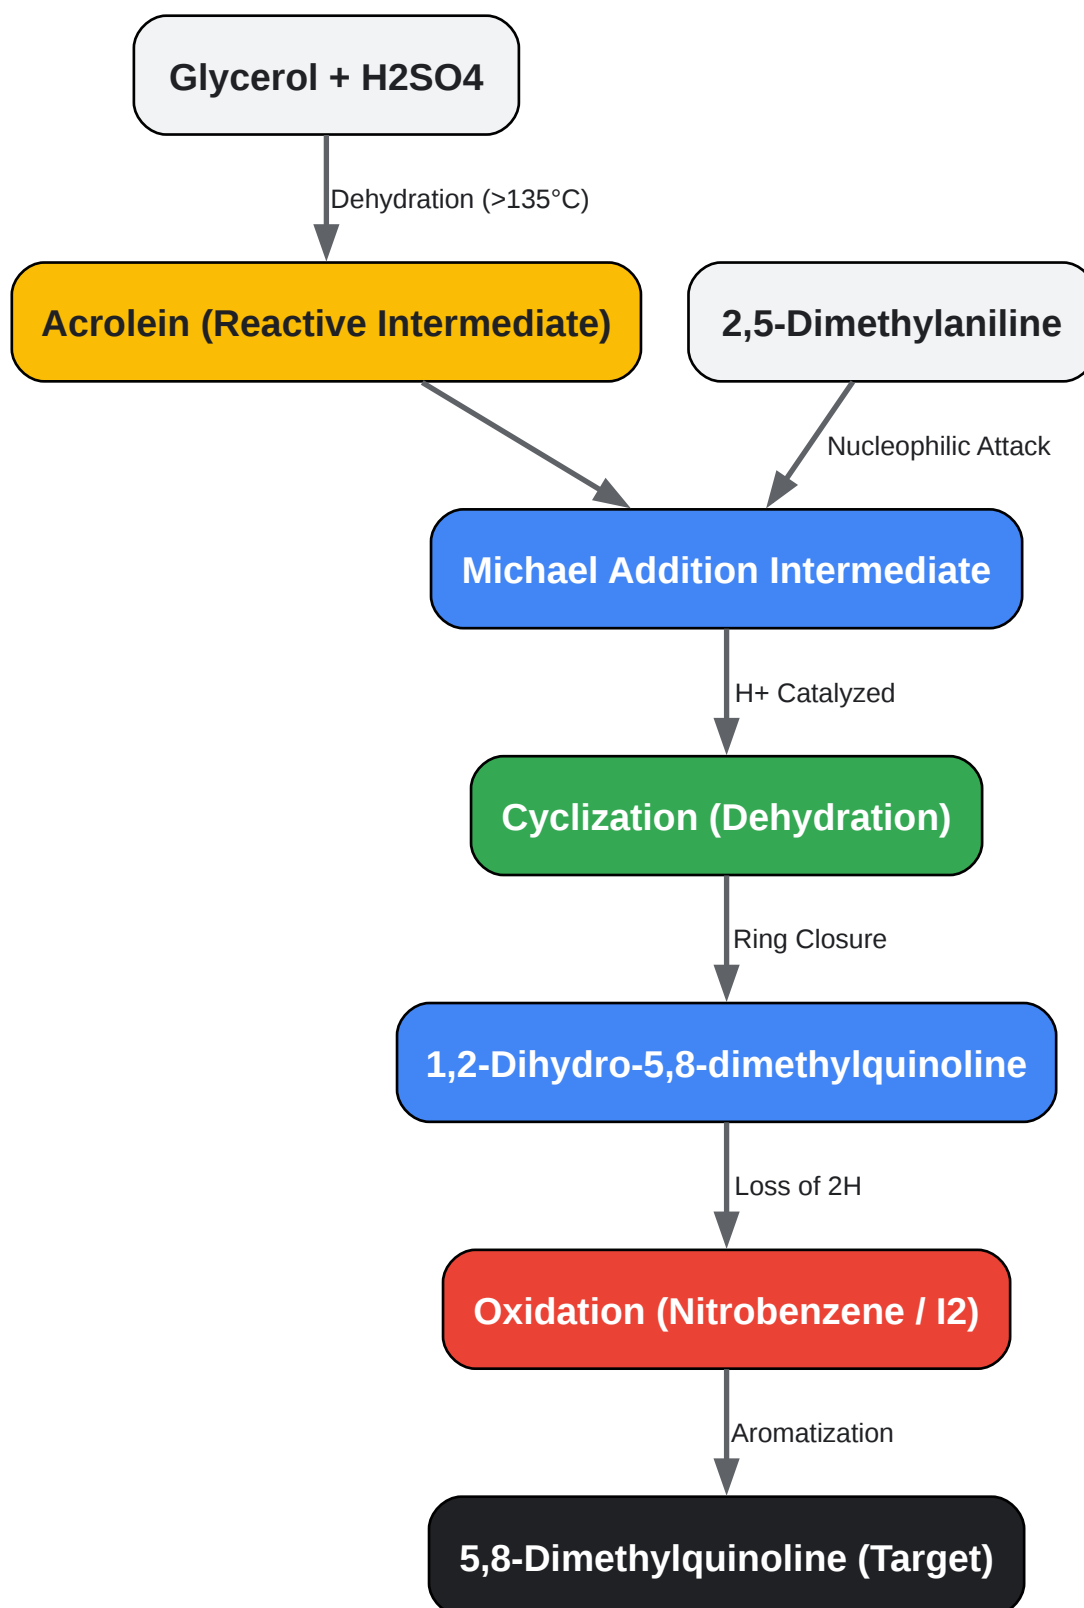 Glycerol + H2SO4
Dehydration (>135°C)
Acrolein (Reactive Intermediate)
2,5-Dimethylaniline
Nucleophilic Attack
Michael Addition Intermediate
H+ Catalyzed
Cyclization (Dehydration)
Ring Closure
1,2-Dihydro-5,8-dimethylquinoline
Loss of 2H
Oxidation (Nitrobenzene / I2)
Aromatization
5,8-Dimethylquinoline (Target)